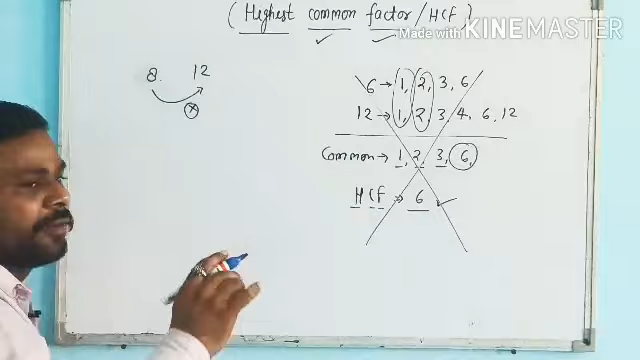 ( Highest common factor / HCF )
Made with KINEMASTER
8. 12
×
6 → 1, 2, 3, 6
12 → 1, 2, 3, 4, 6, 12
Common → 1, 2, 3, 6,
HCF → 6 ✓